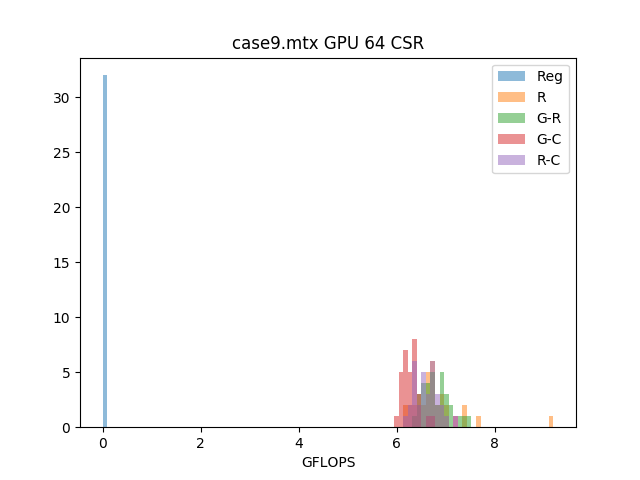 case9.mtx GPU 64 CSR
Reg
R
G-R
G-C
R-C
30
25
20
15
10
5
0
0 2 4 6 8
GFLOPS